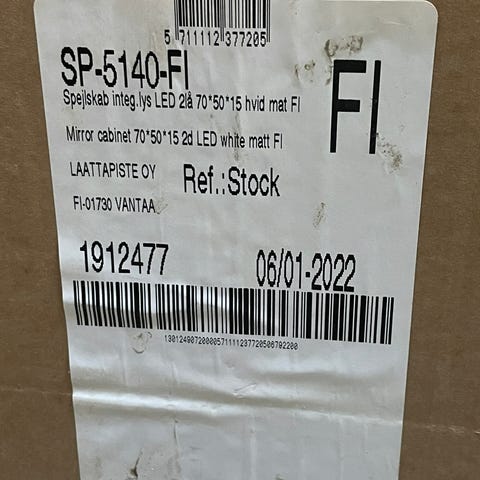 5 711112 377205
SP-5140-FI
FI
Spejlskab integ.lys LED 2lå 70*50*15 hvid mat FI
Mirror cabinet 70*50*15 2d LED white matt FI
LAATTAPISTE OY
Ref.:Stock
FI-01730 VANTAA
1912477
06/01-2022
13012490720000571111237720506792200